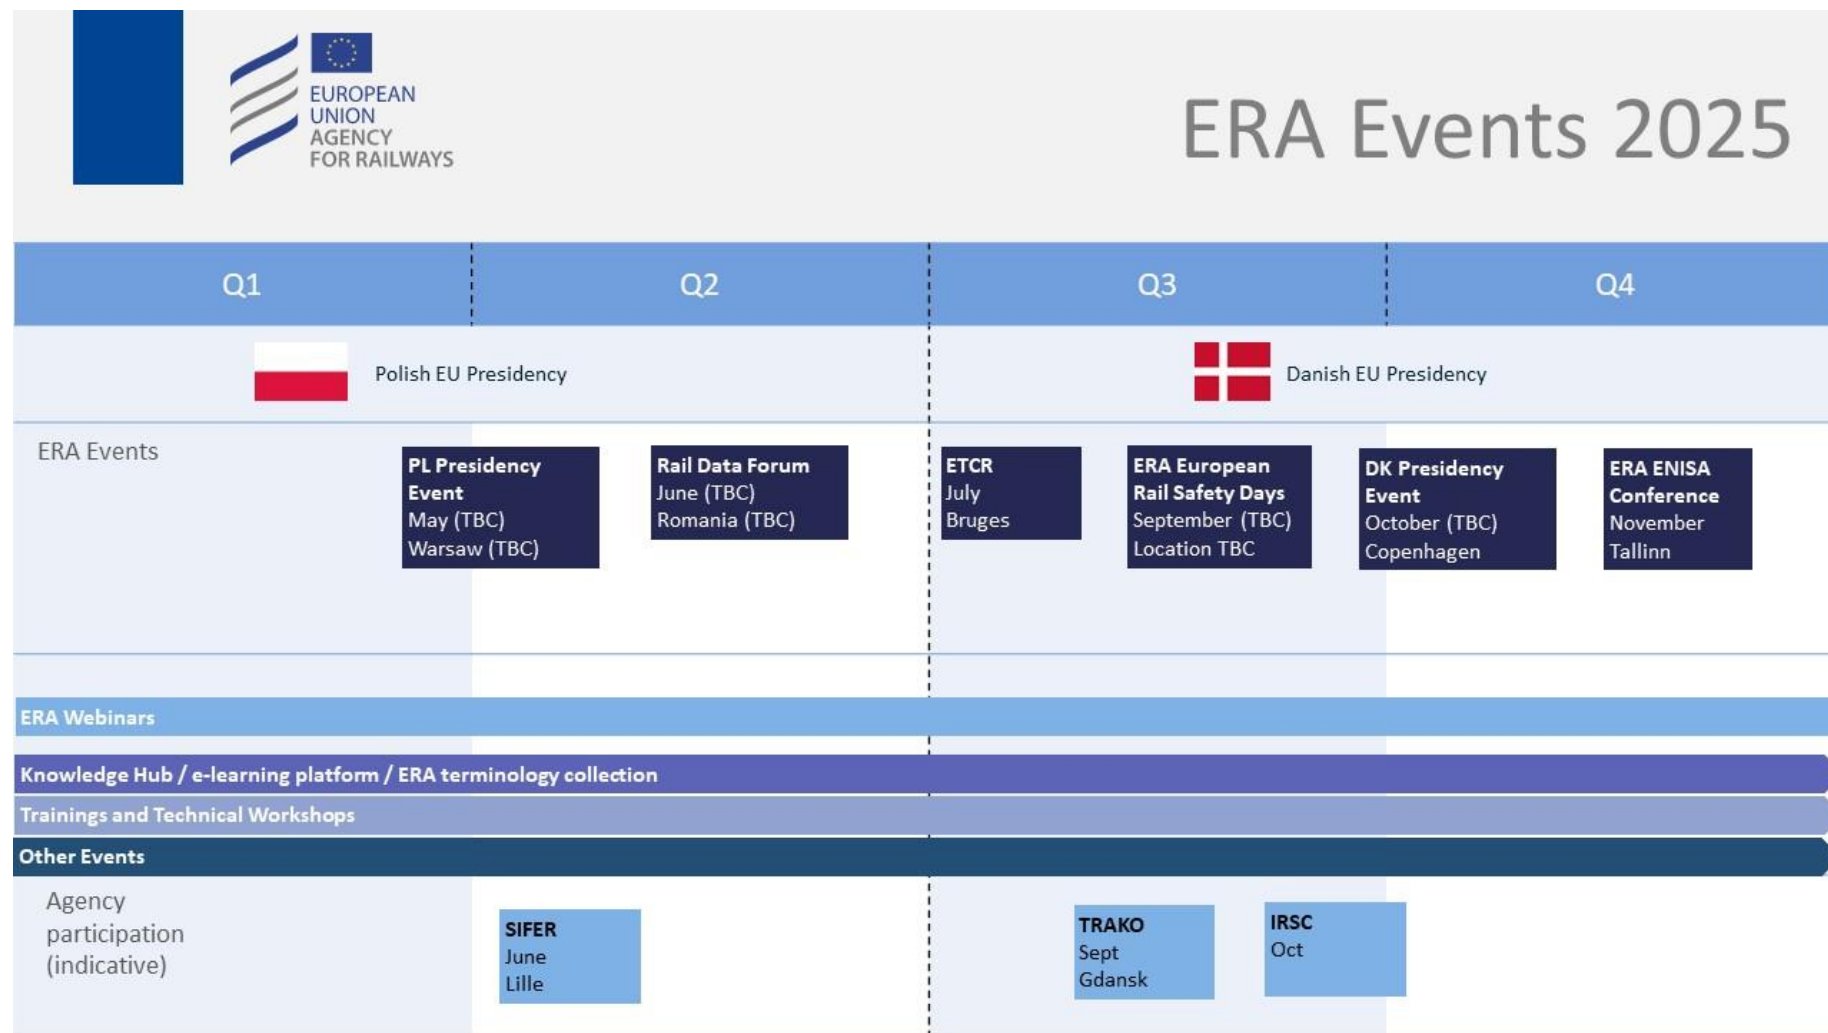 EUROPEAN
UNION
AGENCY
FOR RAILWAYS
ERA Events 2025
Q1
Q2
Q3
Q4
Polish EU Presidency
Danish EU Presidency
ERA Events
PL Presidency
Event
May (TBC)
Warsaw (TBC)
Rail Data Forum
June (TBC)
Romania (TBC)
ETCR
July
Bruges
ERA European
Rail Safety Days
September (TBC)
Location TBC
DK Presidency
Event
October (TBC)
Copenhagen
ERA ENISA
Conference
November
Tallinn
ERA Webinars
Knowledge Hub / e-learning platform / ERA terminology collection
Trainings and Technical Workshops
Other Events
Agency
participation
(indicative)
SIFER
June
Lille
TRAKO
Sept
Gdansk
IRSC
Oct